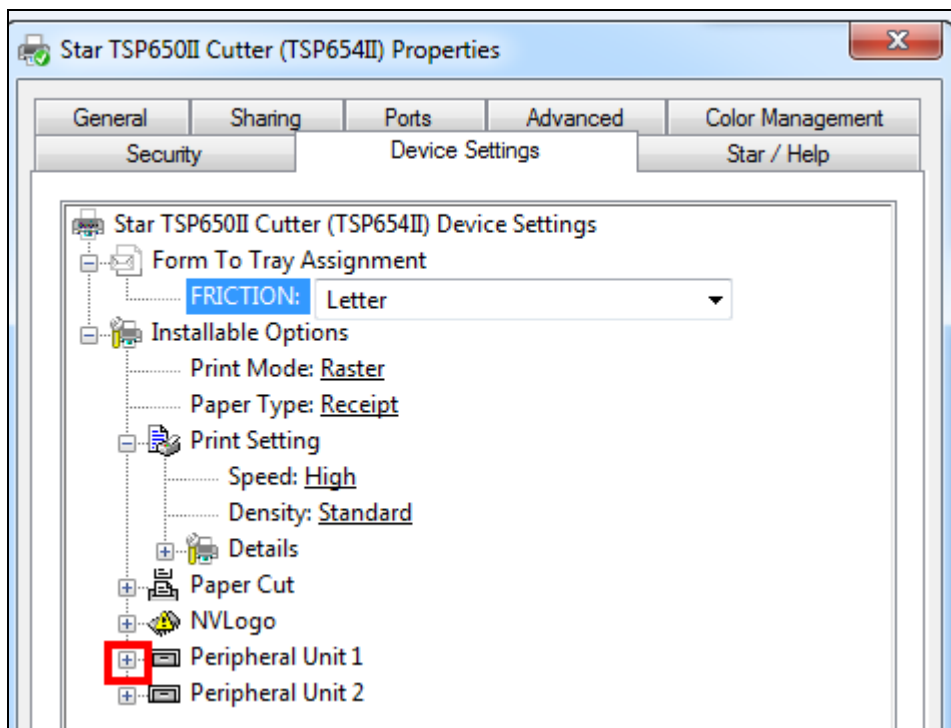 Star TSP650II Cutter (TSP654II) Properties
General Sharing Ports Advanced Color Management
Security Device Settings Star / Help
Star TSP650II Cutter (TSP654II) Device Settings
Form To Tray Assignment
FRICTION: Letter
Installable Options
Print Mode: Raster
Paper Type: Receipt
Print Setting
Speed: High
Density: Standard
Details
Paper Cut
NVLogo
Peripheral Unit 1
Peripheral Unit 2